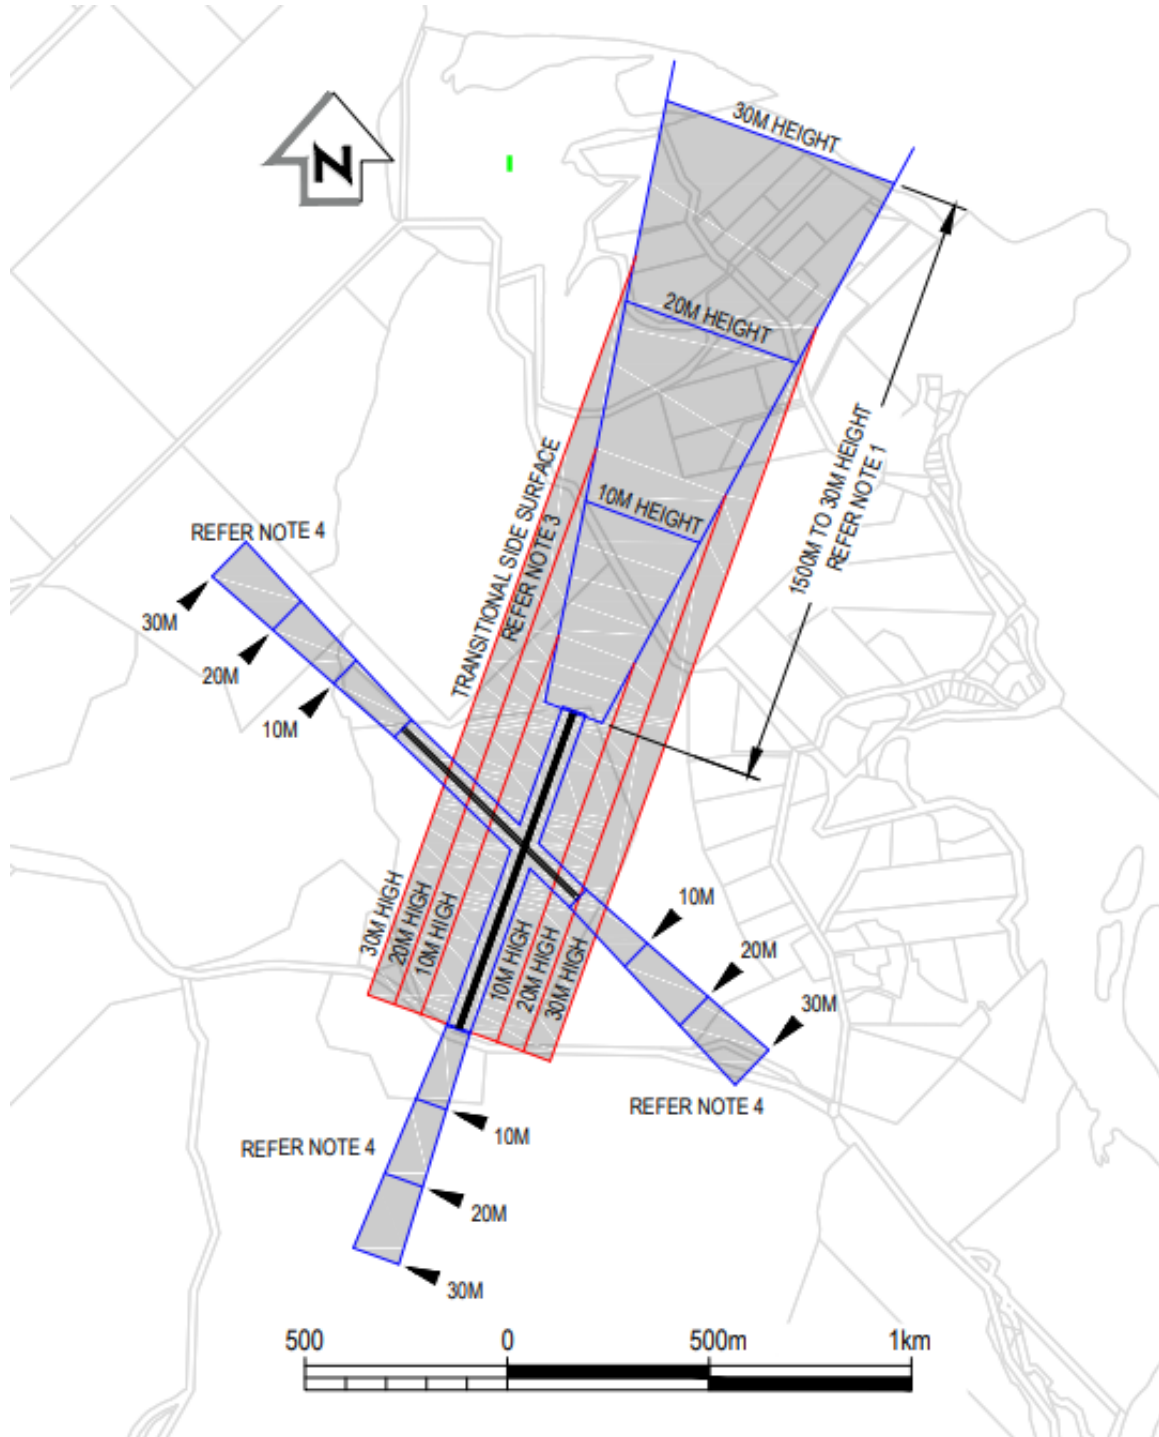 30M HEIGHT
N
20M HEIGHT
1500M TO 30M HEIGHT
REFER NOTE 1
10M HEIGHT
TRANSITIONAL SIDE SURFACE
REFER NOTE 3
REFER NOTE 4
30M
20M
10M
30M HIGH
20M HIGH
10M HIGH
10M HIGH
20M HIGH
30M HIGH
10M
20M
30M
REFER NOTE 4
REFER NOTE 4
10M
20M
30M
500 0 500m 1km